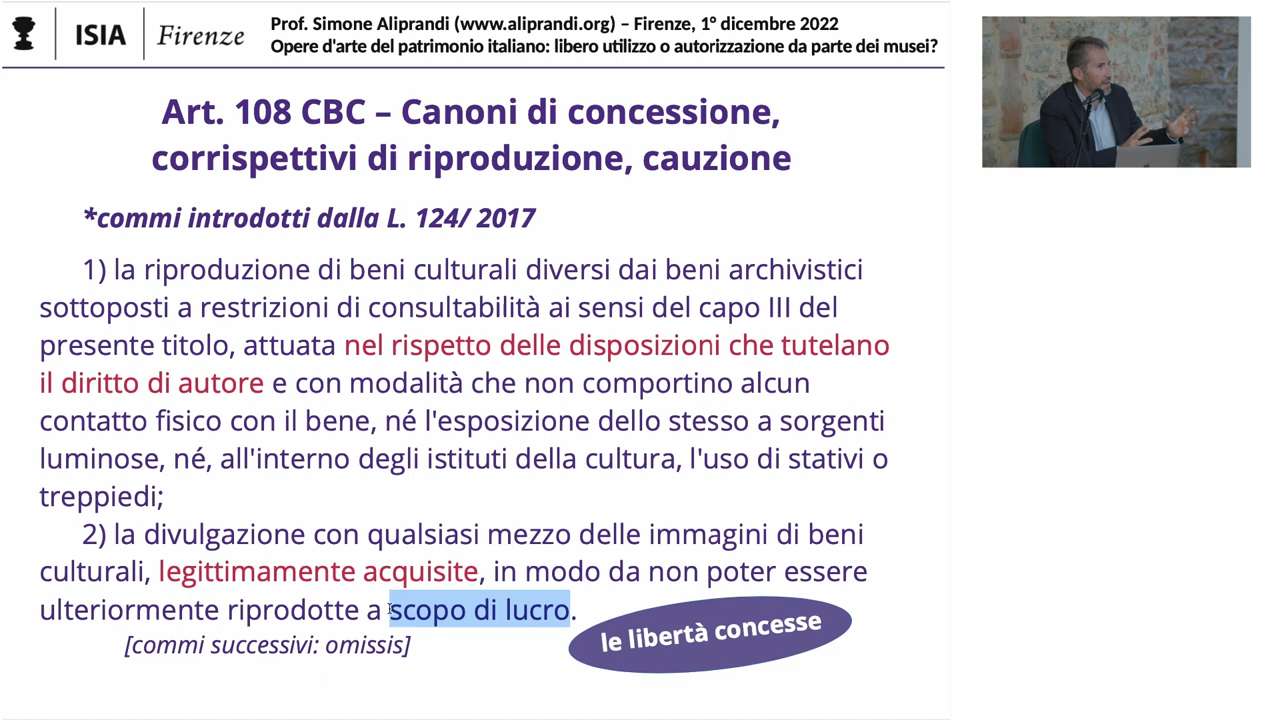 ISIA Firenze
Prof. Simone Aliprandi (www.aliprandi.org) – Firenze, 1° dicembre 2022
Opere d'arte del patrimonio italiano: libero utilizzo o autorizzazione da parte dei musei?
Art. 108 CBC – Canoni di concessione,
corrispettivi di riproduzione, cauzione
*commi introdotti dalla L. 124/ 2017
1) la riproduzione di beni culturali diversi dai beni archivistici
sottoposti a restrizioni di consultabilità ai sensi del capo III del
presente titolo, attuata nel rispetto delle disposizioni che tutelano
il diritto di autore e con modalità che non comportino alcun
contatto fisico con il bene, né l'esposizione dello stesso a sorgenti
luminose, né, all'interno degli istituti della cultura, l'uso di stativi o
treppiedi;
2) la divulgazione con qualsiasi mezzo delle immagini di beni
culturali, legittimamente acquisite, in modo da non poter essere
ulteriormente riprodotte a scopo di lucro.
le libertà concesse
[commi successivi: omissis]